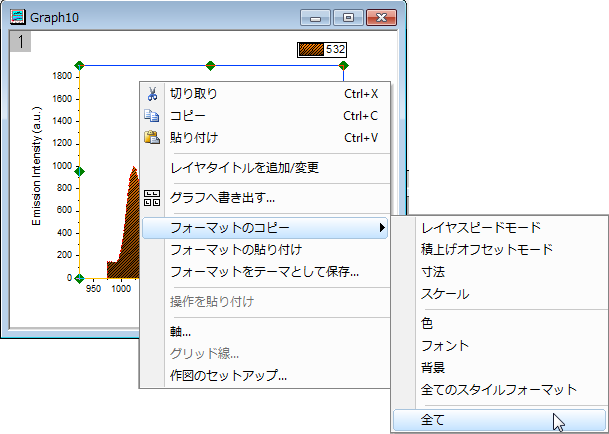 Graph10
1
532
1800
1600
1400
1200
1000
800
600
400
200
0
950
1000
Emission Intensity (a.u.)
切り取り Ctrl+X
コピー Ctrl+C
貼り付け Ctrl+V
レイヤタイトルを追加/変更
グラフへ書き出す...
フォーマットのコピー
フォーマットの貼り付け
フォーマットをテーマとして保存...
操作を貼り付け
軸...
グリッド線...
作図のセットアップ...
レイヤスピードモード
積上げオフセットモード
寸法
スケール
色
フォント
背景
全てのスタイルフォーマット
全て